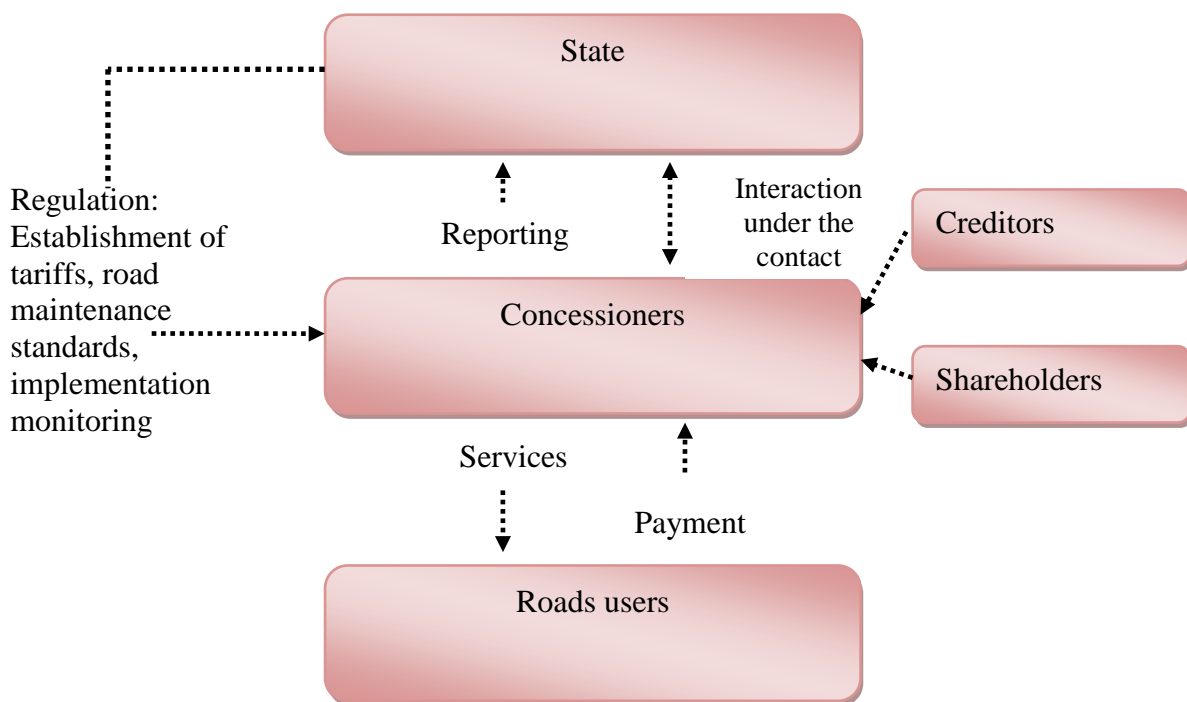 State
Regulation:
Establishment of
tariffs, road
maintenance
standards,
implementation
monitoring
Reporting
Interaction
under the
contact
Creditors
Concessioners
Shareholders
Services
Payment
Roads users